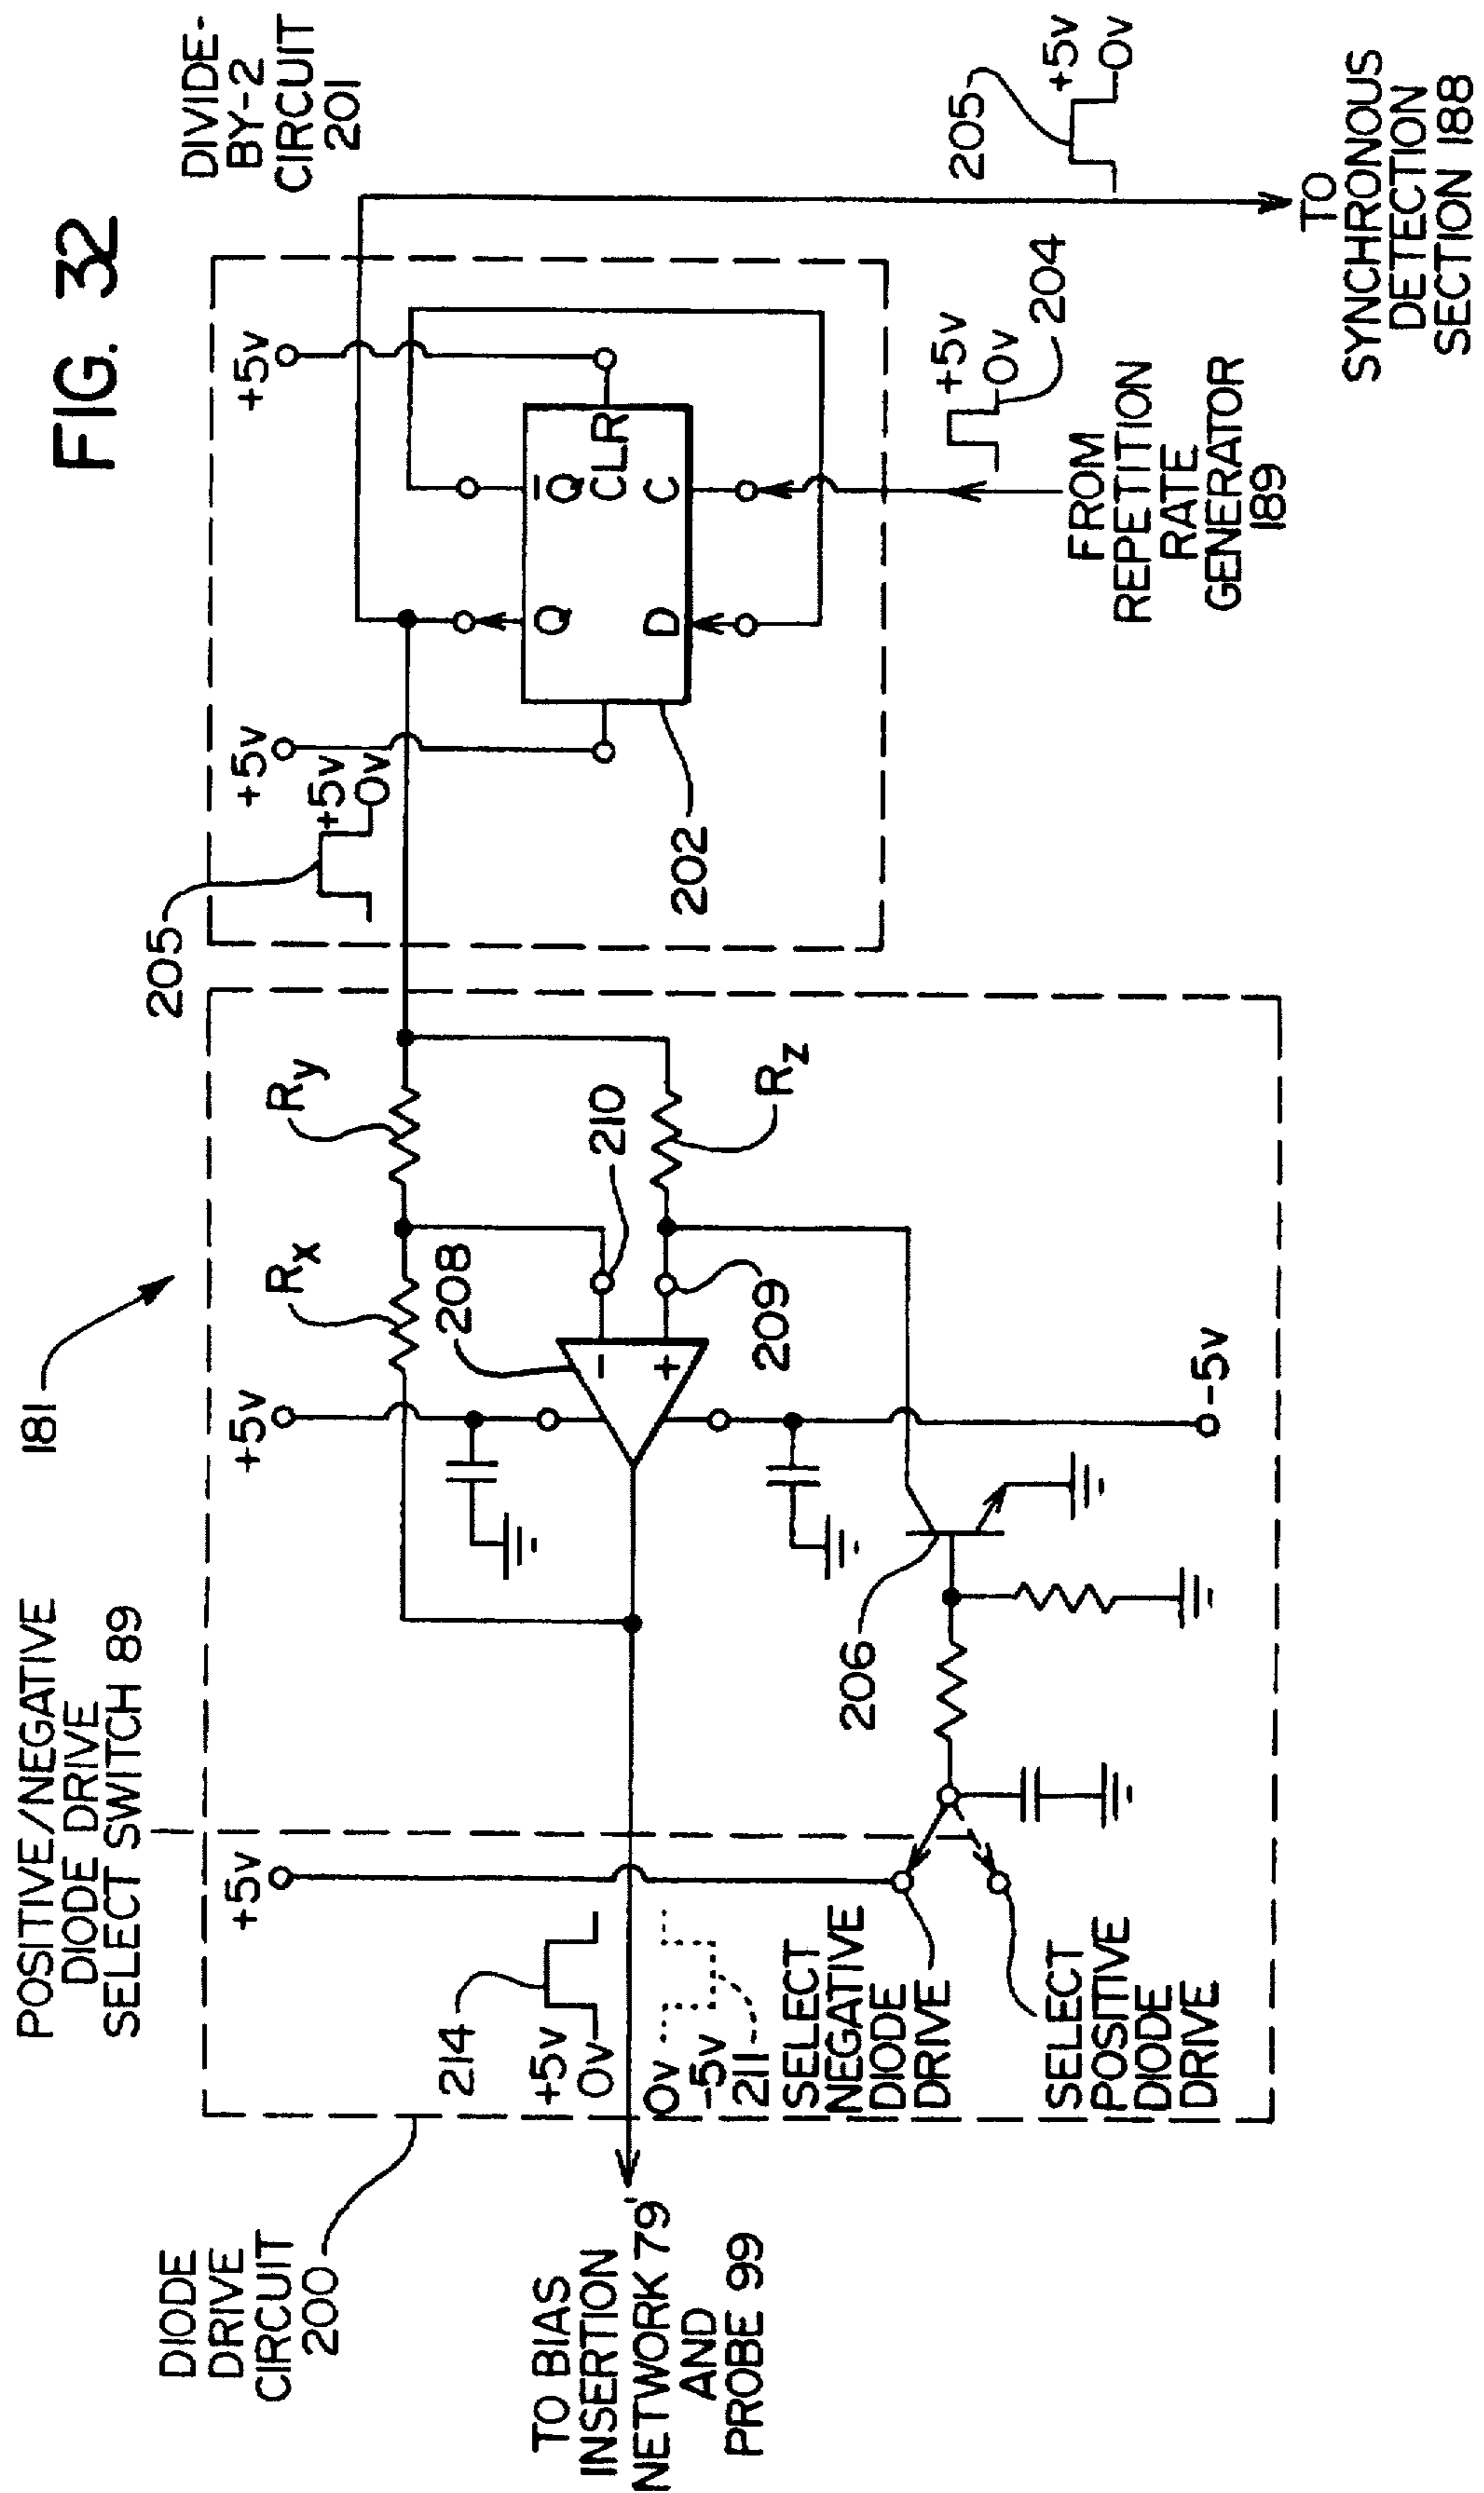 FIG. 32
181
POSITIVE/NEGATIVE
DIODE DRIVE
SELECT SWITCH 89
DIODE
DRIVE
CIRCUIT
200
205
DIVIDE-
BY-2
CIRCUIT
201
+5v
+5v
Rx
Ry
+5v
+5v
0v
+5v
214
+5v
0v
208
210
-
+
Q
Q̅
CLR
D
C
TO BIAS
INSERTION
NETWORK 79
AND
PROBE 99
0v
-5v
211
209
Rz
202
SELECT
NEGATIVE
DIODE
DRIVE
206
+5v
0v
204
205
+5v
0v
SELECT
POSITIVE
DIODE
DRIVE
-5v
FROM
REPETITION
RATE
GENERATOR
189
TO
SYNCHRONOUS
DETECTION
SECTION 188